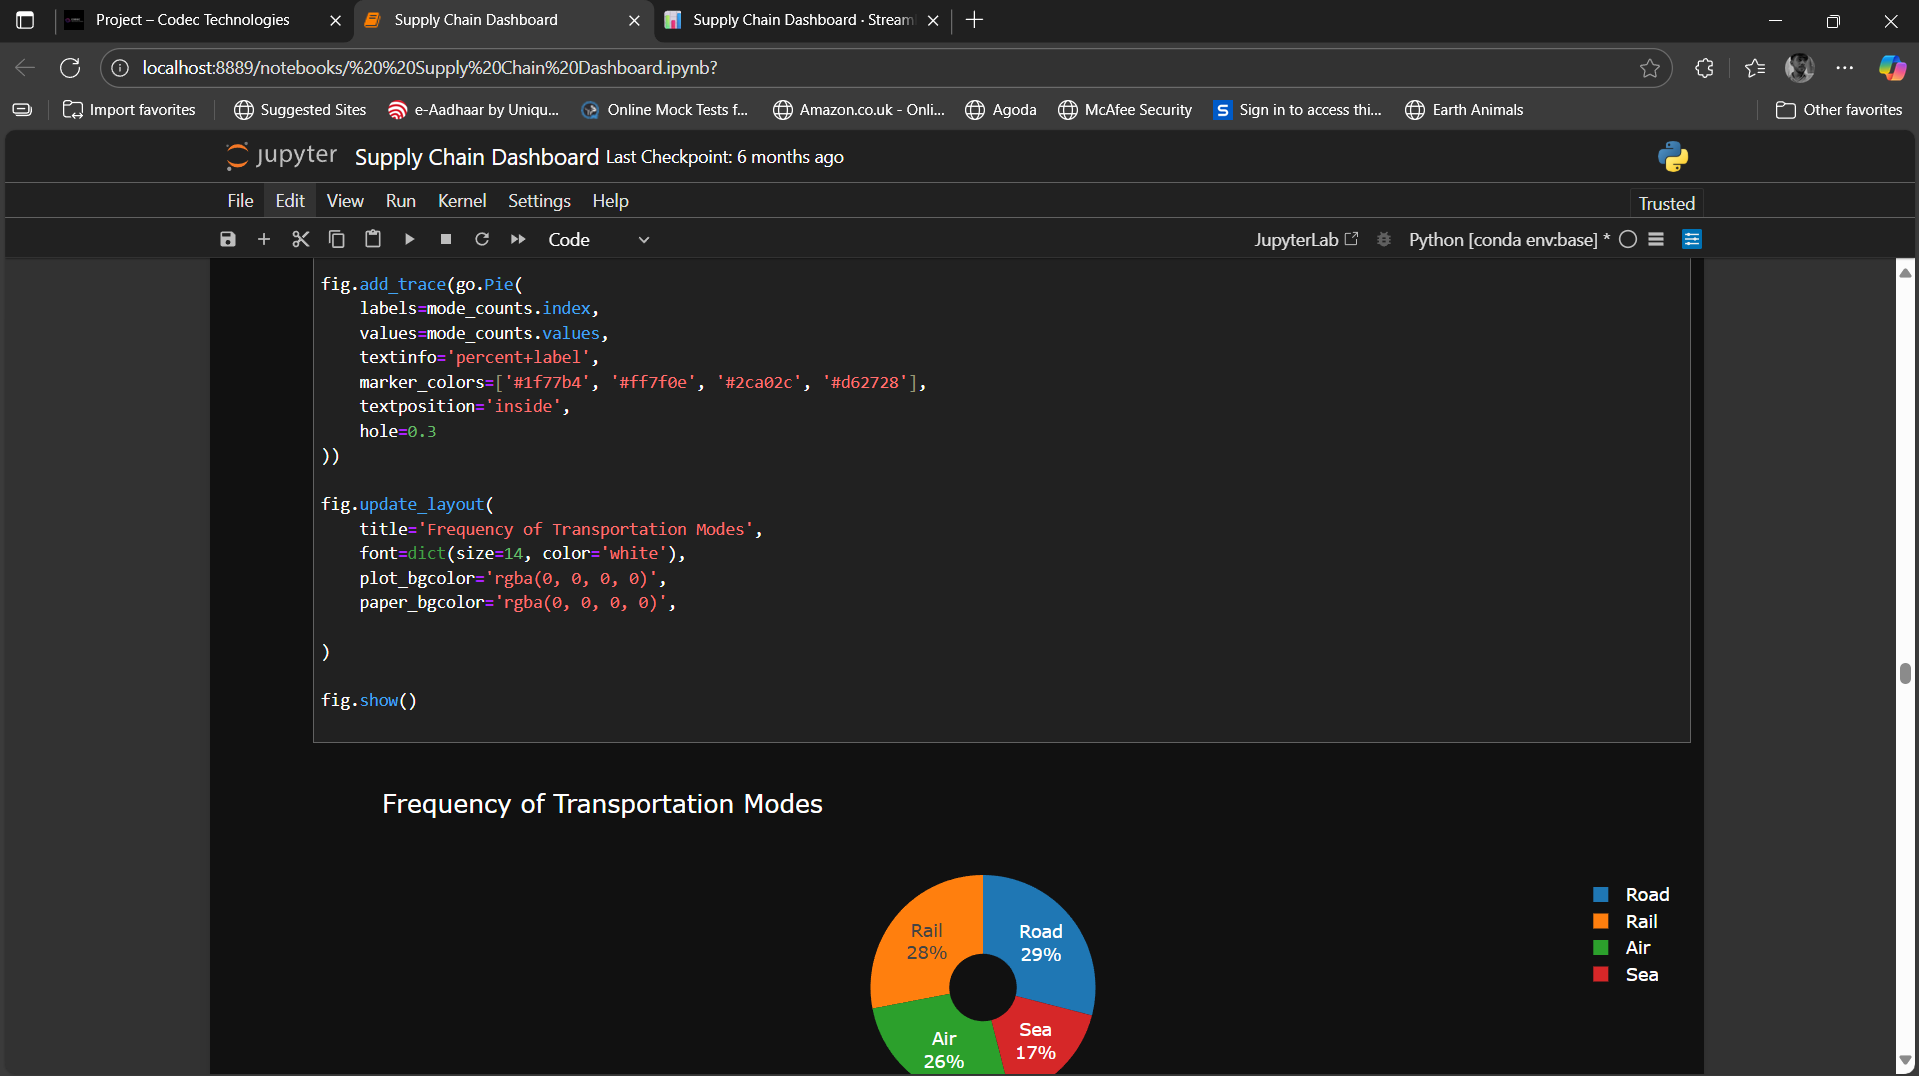 Project – Codec Technologies
Supply Chain Dashboard
Supply Chain Dashboard · Stream
localhost:8889/notebooks/%20%20Supply%20Chain%20Dashboard.ipynb?
Import favorites
Suggested Sites
e-Aadhaar by Uniqu...
Online Mock Tests f...
Amazon.co.uk - Onli...
Agoda
McAfee Security
S Sign in to access thi...
Earth Animals
Other favorites
jupyter Supply Chain Dashboard Last Checkpoint: 6 months ago
File Edit View Run Kernel Settings Help
Trusted
Code
JupyterLab
Python [conda env:base] *
fig.add_trace(go.Pie(
    labels=mode_counts.index,
    values=mode_counts.values,
    textinfo='percent+label',
    marker_colors=['#1f77b4', '#ff7f0e', '#2ca02c', '#d62728'],
    textposition='inside',
    hole=0.3
))
fig.update_layout(
    title='Frequency of Transportation Modes',
    font=dict(size=14, color='white'),
    plot_bgcolor='rgba(0, 0, 0, 0)',
    paper_bgcolor='rgba(0, 0, 0, 0)',
)
fig.show()
Frequency of Transportation Modes
Rail
28%
Road
29%
Air
26%
Sea
17%
Road
Rail
Air
Sea